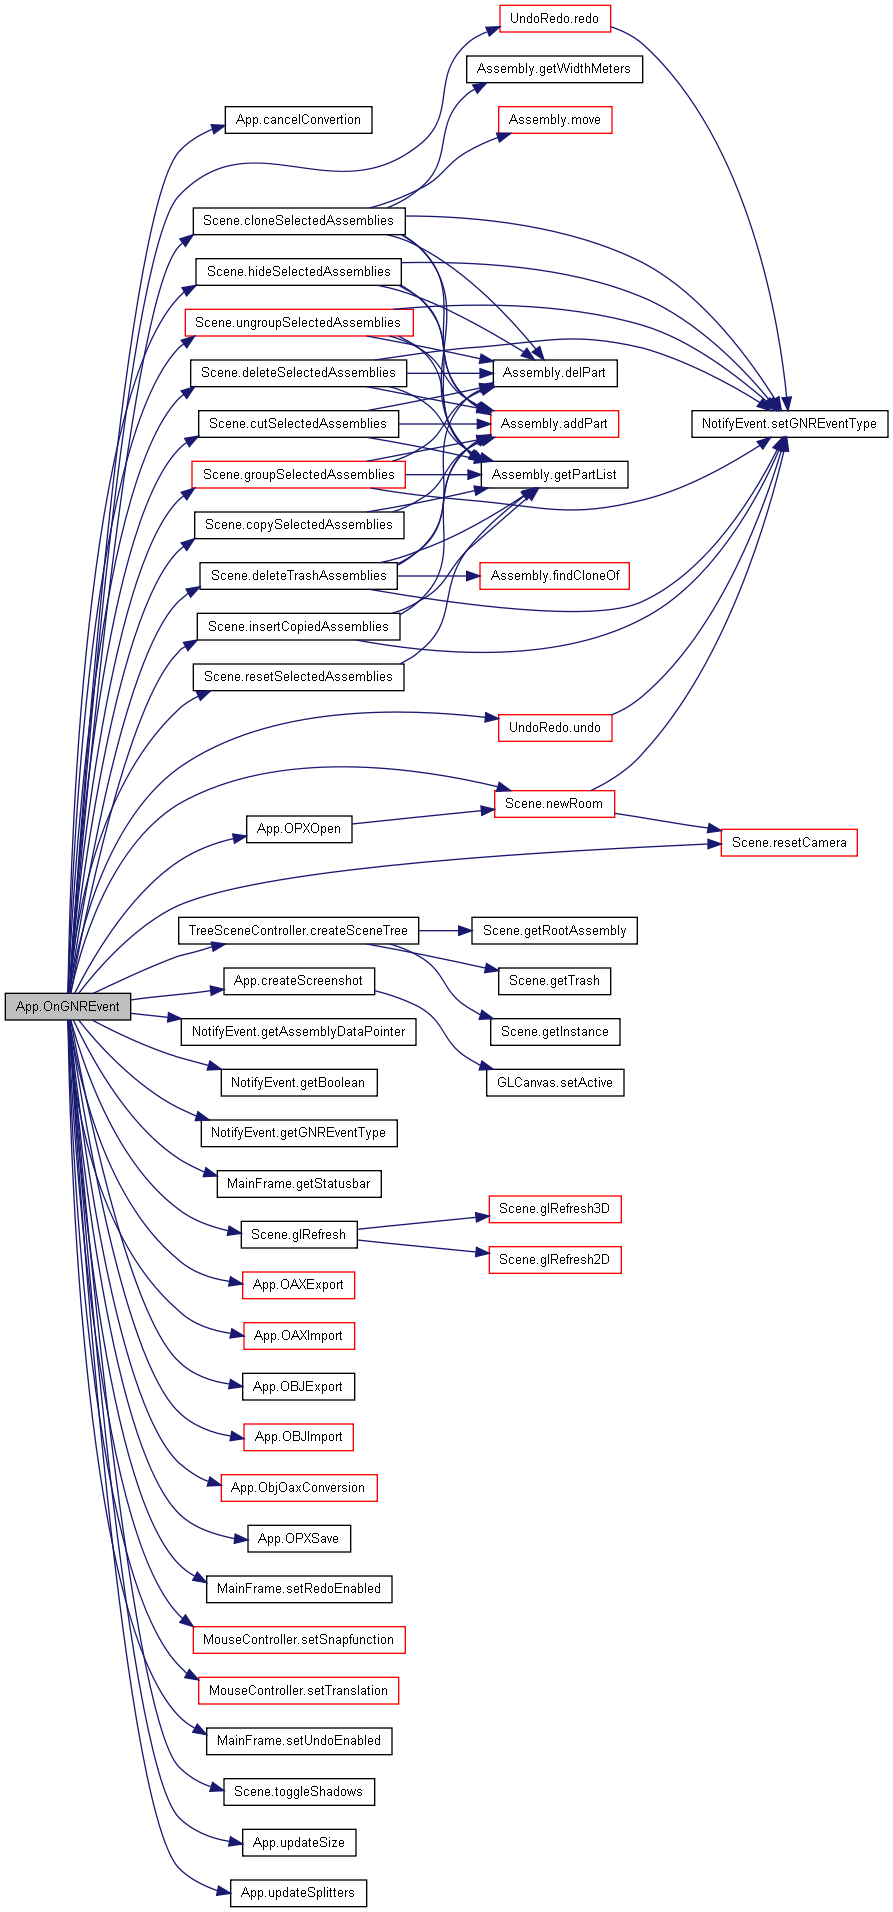 UndoRedo.redo
Assembly.getWidthMeters
App.cancelConvertion
Assembly.move
Scene.cloneSelectedAssemblies
Scene.hideSelectedAssemblies
Scene.ungroupSelectedAssemblies
Scene.deleteSelectedAssemblies
Assembly.delPart
Scene.cutSelectedAssemblies
Assembly.addPart
NotifyEvent.setGNREventType
Scene.groupSelectedAssemblies
Assembly.getPartList
Scene.copySelectedAssemblies
Scene.deleteTrashAssemblies
Assembly.findCloneOf
Scene.insertCopiedAssemblies
Scene.resetSelectedAssemblies
UndoRedo.undo
Scene.newRoom
App.OPXOpen
Scene.resetCamera
TreeSceneController.createSceneTree
Scene.getRootAssembly
App.createScreenshot
Scene.getTrash
App.OnGNREvent
NotifyEvent.getAssemblyDataPointer
Scene.getInstance
NotifyEvent.getBoolean
GLCanvas.setActive
NotifyEvent.getGNREventType
MainFrame.getStatusbar
Scene.glRefresh
Scene.glRefresh3D
Scene.glRefresh2D
App.OAXExport
App.OAXImport
App.OBJExport
App.OBJImport
App.ObjOaxConversion
App.OPXSave
MainFrame.setRedoEnabled
MouseController.setSnapfunction
MouseController.setTranslation
MainFrame.setUndoEnabled
Scene.toggleShadows
App.updateSize
App.updateSplitters